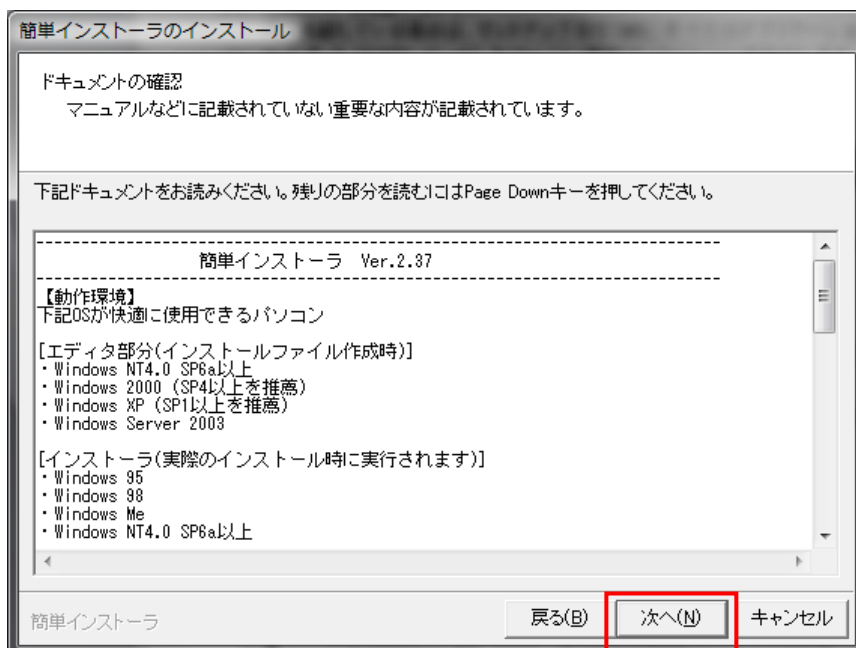 簡単インストーラのインストール
ドキュメントの確認
マニュアルなどに記載されていない重要な内容が記載されています。
下記ドキュメントをお読みください。残りの部分を読むにはPage Downキーを押してください。
------------------------------------------------------------------------
簡単インストーラ Ver.2.37
------------------------------------------------------------------------
【動作環境】
下記OSが快適に使用できるパソコン
[エディタ部分(インストールファイル作成時)]
・Windows NT4.0 SP6a以上
・Windows 2000 (SP4以上を推薦)
・Windows XP (SP1以上を推薦)
・Windows Server 2003
[インストーラ(実際のインストール時に実行されます)]
・Windows 95
・Windows 98
・Windows Me
・Windows NT4.0 SP6a以上
簡単インストーラ
戻る(B) 次へ(N) キャンセル